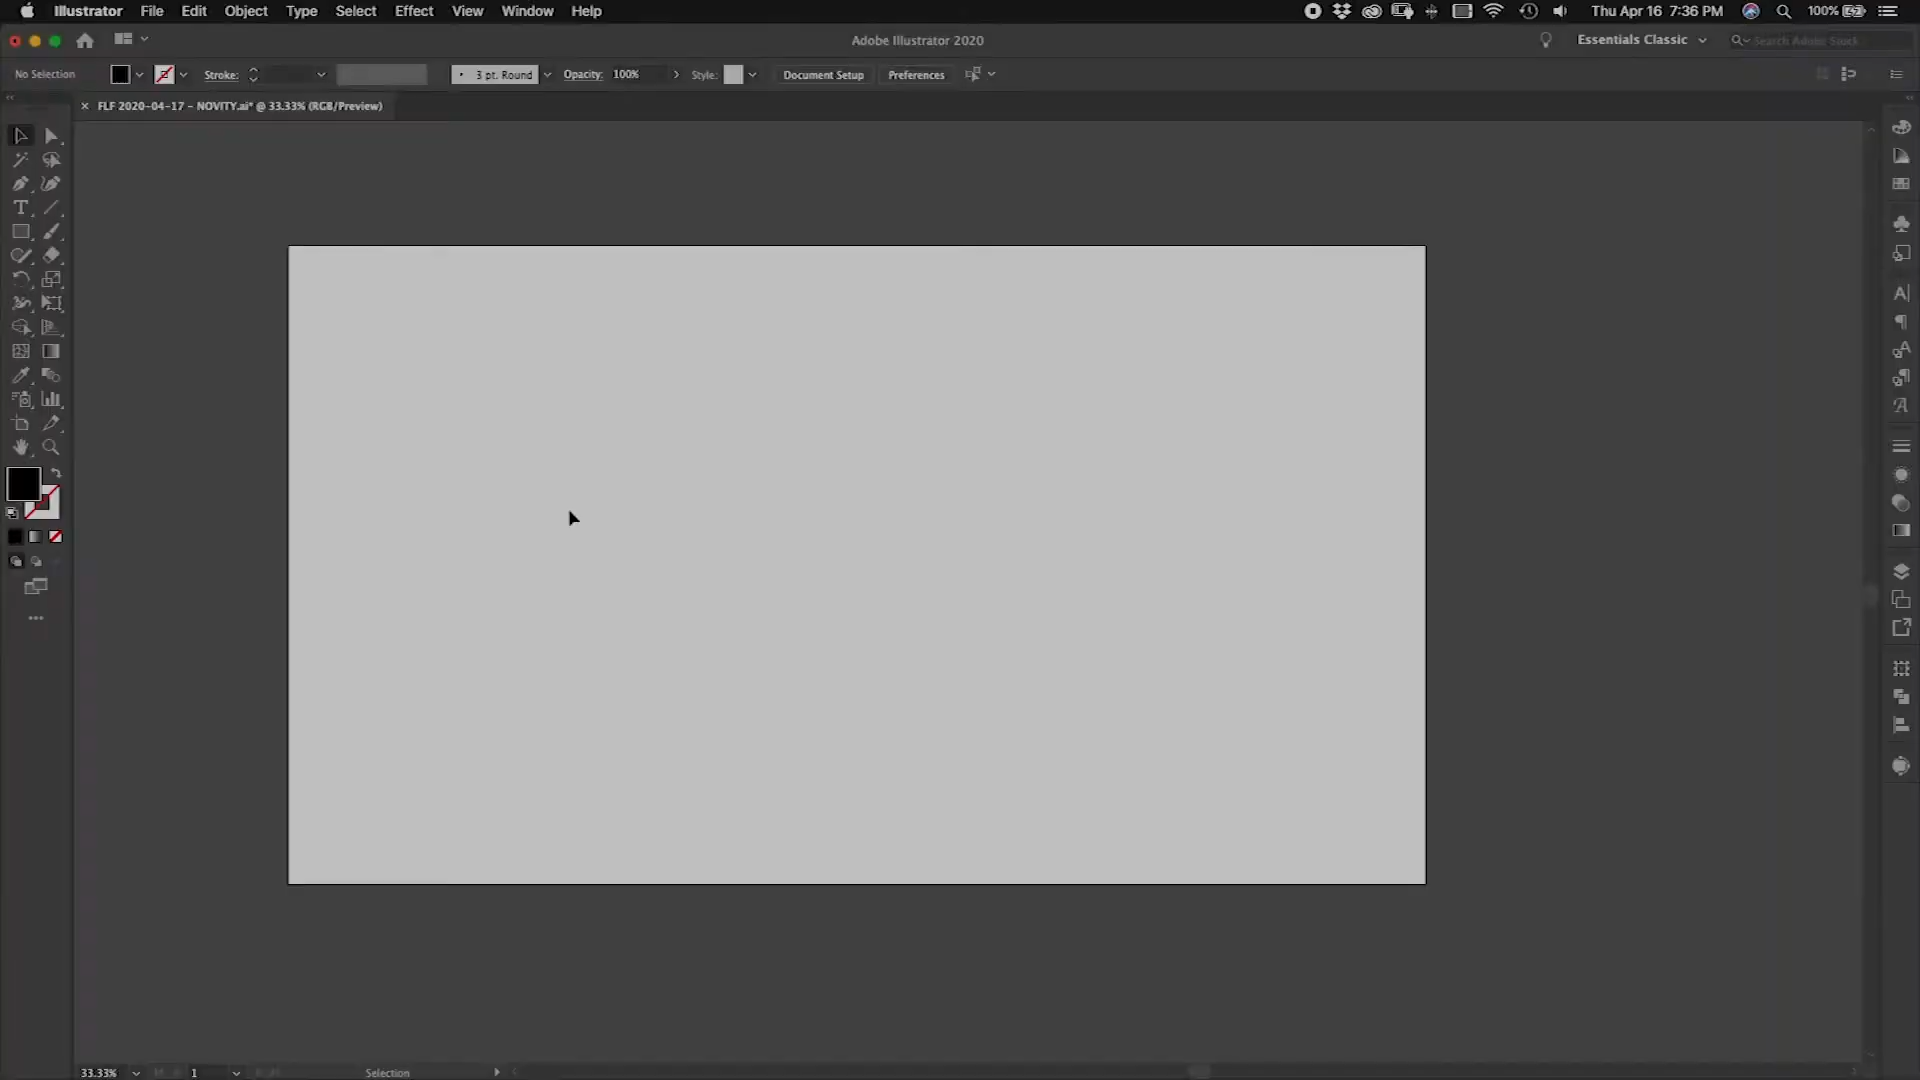 Illustrator File Edit Object Type Select Effect View Window Help Thu Apr 16 7:36 PM 100%
Adobe Illustrator 2020 Essentials Classic Search Adobe Stock
No Selection Stroke: 3 pt. Round Opacity: 100% Style: Document Setup Preferences
× FLF 2020-04-17 - NOVITY.ai* @ 33.33% (RGB/Preview)
33.33% 1 Selection